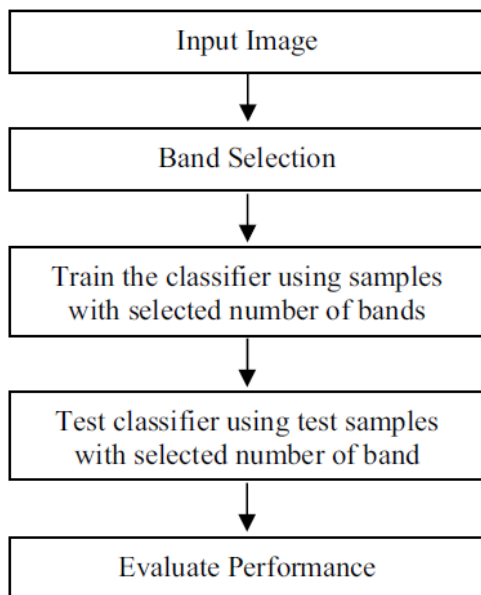 Input Image
Band Selection
Train the classifier using samples
with selected number of bands
Test classifier using test samples
with selected number of band
Evaluate Performance